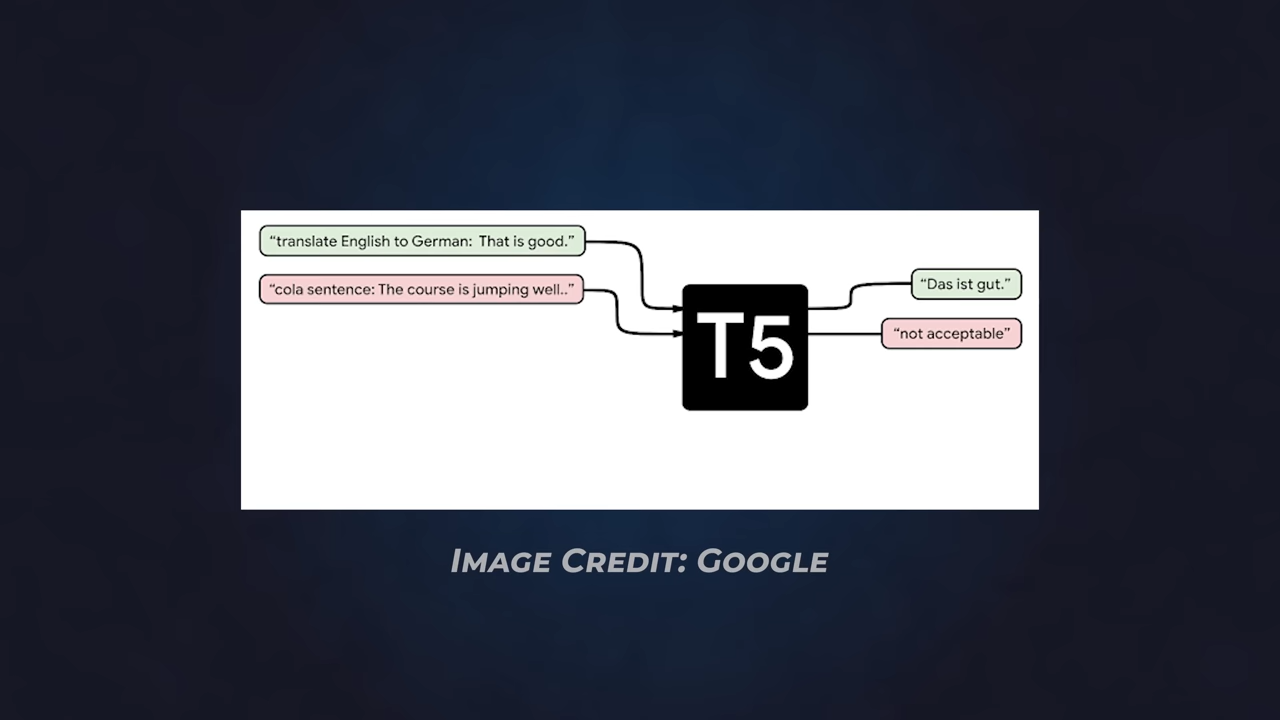 “translate English to German: That is good.”
“cola sentence: The course is jumping well..”
T5
“Das ist gut.”
“not acceptable”
Image Credit: Google